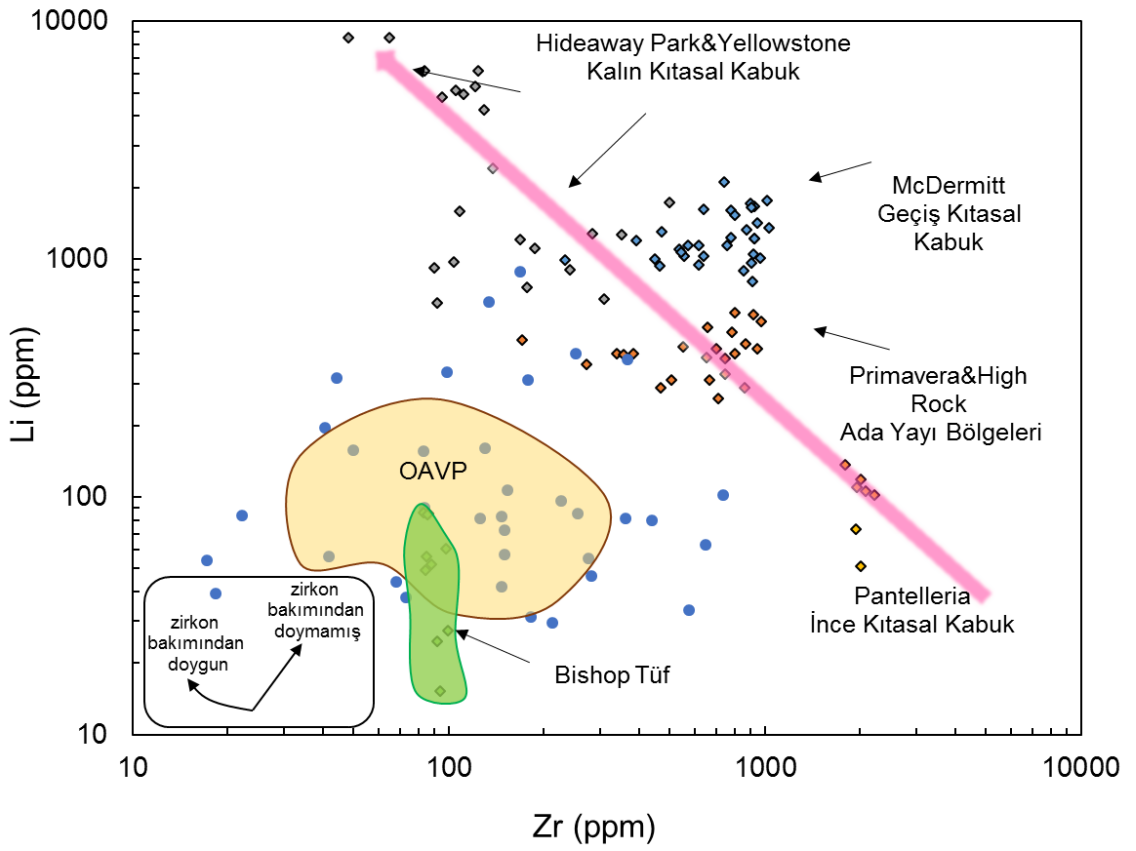 10000
1000
100
10
Li (ppm)
Hideaway Park&Yellowstone
Kalın Kıtasal Kabuk
McDermitt
Geçiş Kıtasal
Kabuk
Primavera&High
Rock
Ada Yayı Bölgeleri
OAVP
Pantelleria
İnce Kıtasal Kabuk
Bishop Tüf
zirkon
bakımından
doygun
zirkon
bakımından
doymamış
10
100
1000
10000
Zr (ppm)